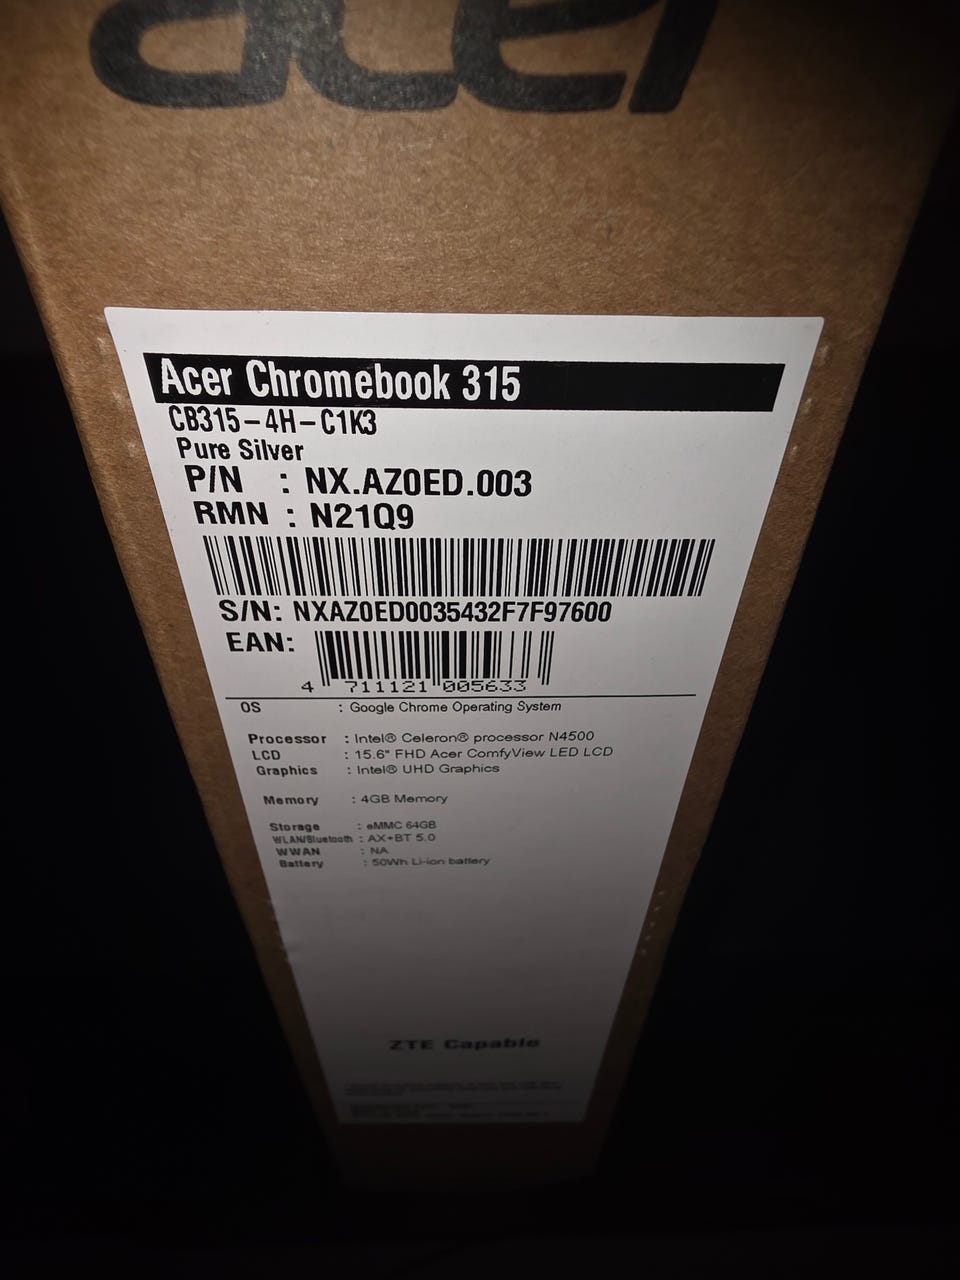 acer
Acer Chromebook 315
CB315-4H-C1K3
Pure Silver
P/N : NX.AZ0ED.003
RMN : N21Q9
S/N: NXAZ0ED0035432F7F97600
EAN:
4 711121 005633
OS : Google Chrome Operating System
Processor : Intel® Celeron® processor N4500
LCD : 15.6" FHD Acer ComfyView LED LCD
Graphics : Intel® UHD Graphics
Memory : 4GB Memory
Storage : eMMC 64GB
WLAN/Bluetooth : AX+BT 5.0
WWAN : NA
Battery : 50Wh Li-ion battery
ZTE Capable